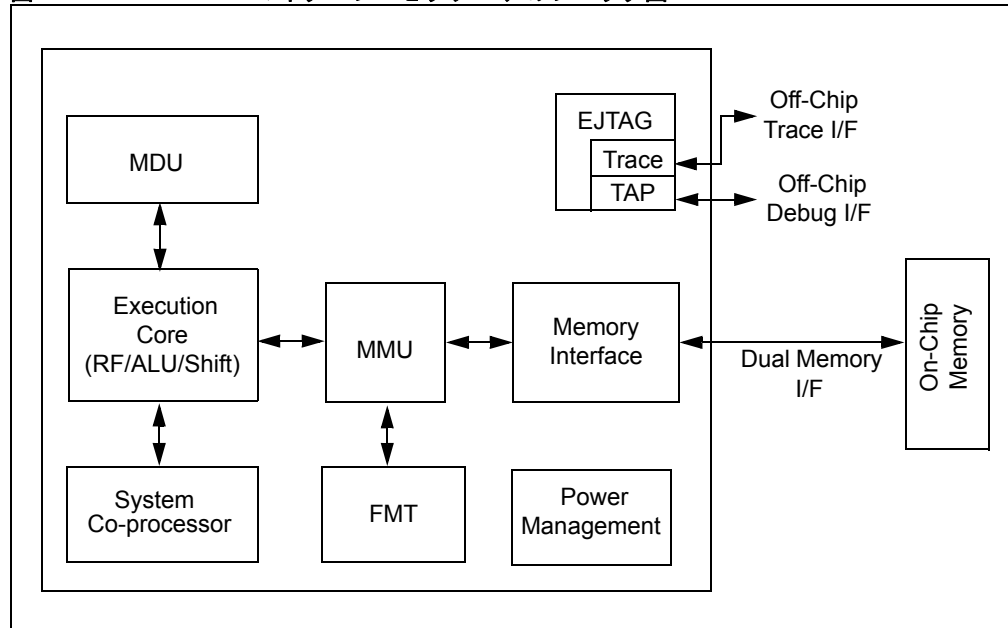 EJTAG
Trace
TAP
Off-Chip
Trace I/F
Off-Chip
Debug I/F
MDU
Execution
Core
(RF/ALU/Shift)
MMU
Memory
Interface
Dual Memory
I/F
On-Chip
Memory
System
Co-processor
FMT
Power
Management